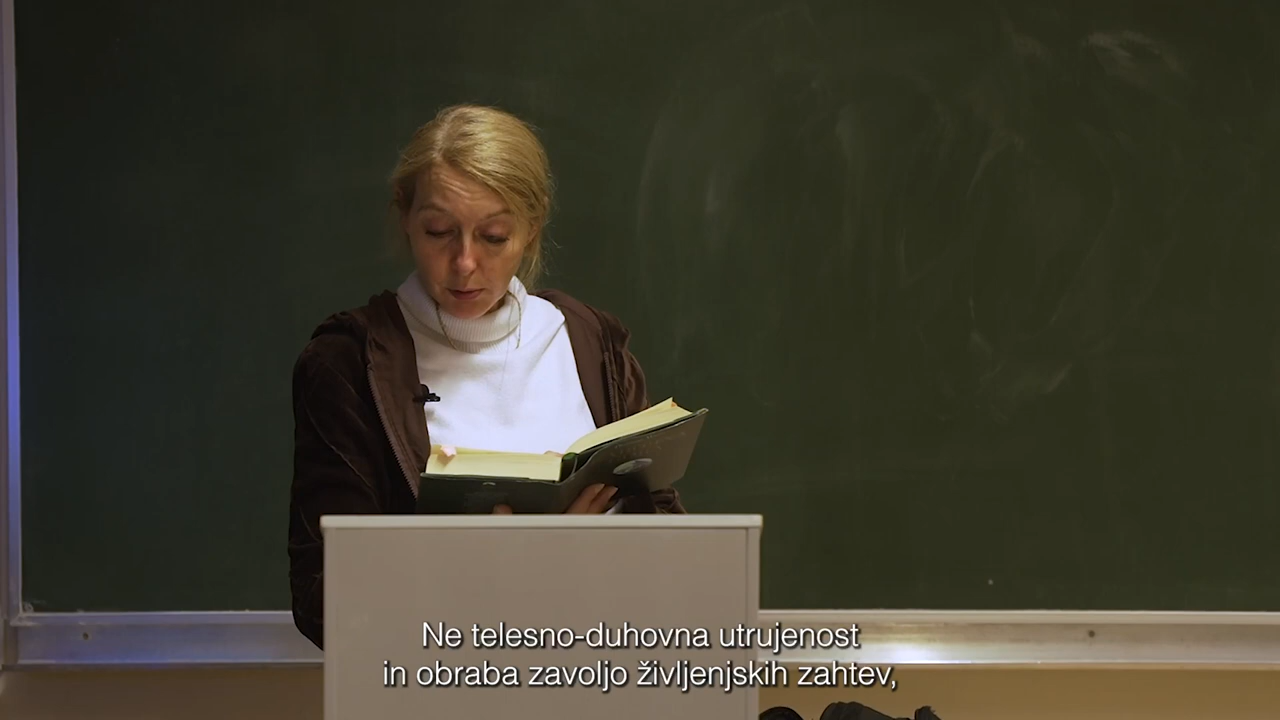 Ne telesno-duhovna utrujenost
in obraba zavoljo življenjskih zahtev,